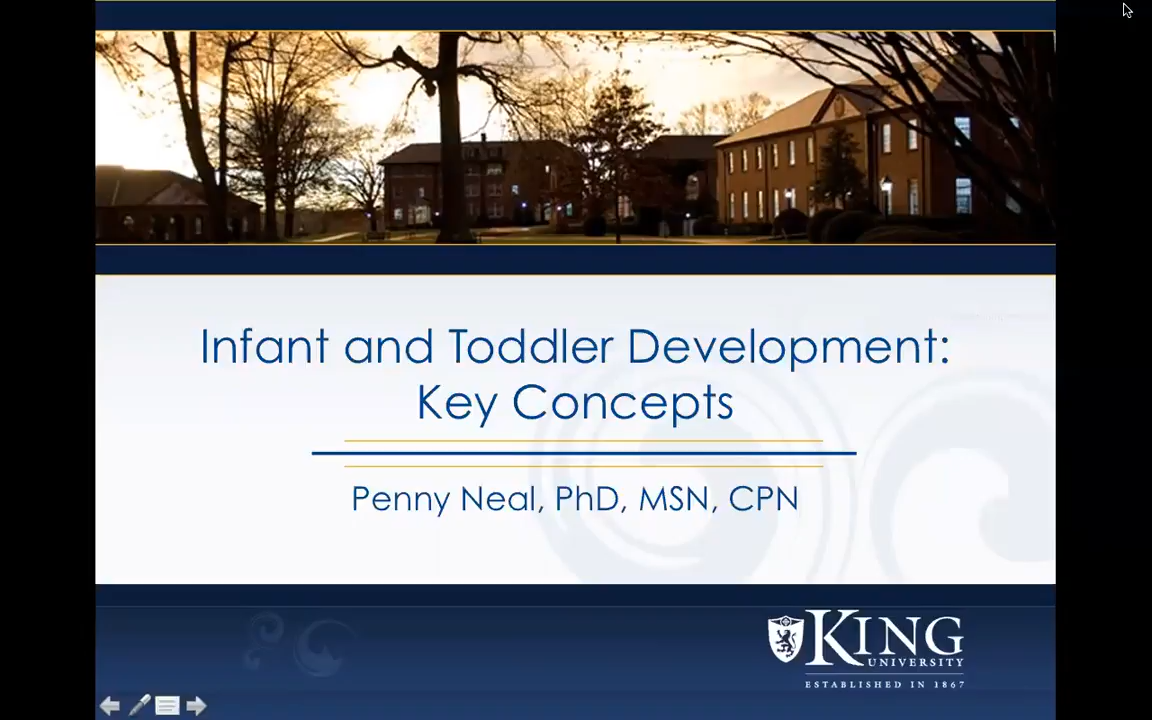 Infant and Toddler Development:
Key Concepts
Penny Neal, PhD, MSN, CPN
KING
UNIVERSITY
ESTABLISHED IN 1867